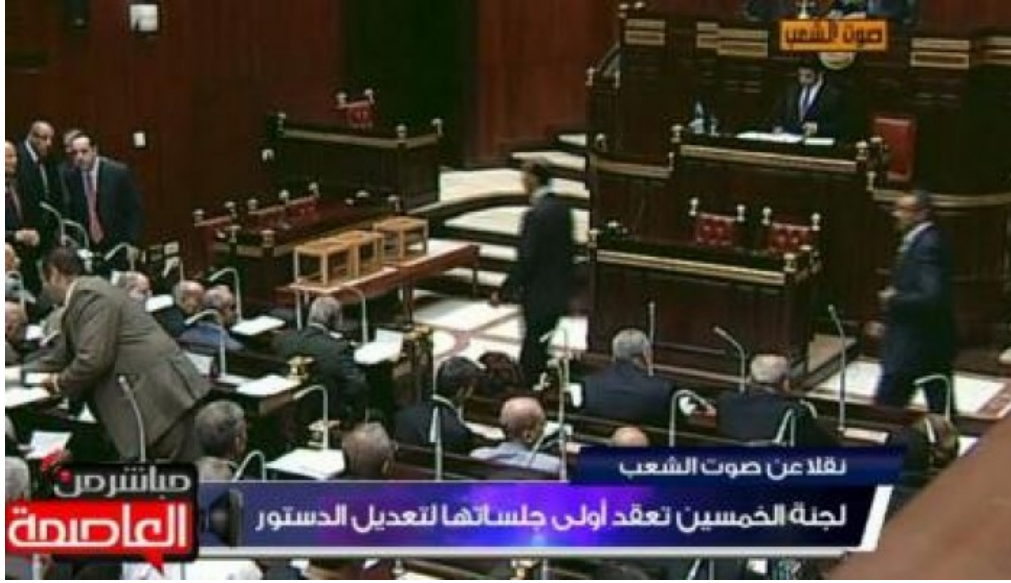 صوت الشعب
نقلا عن صوت الشعب
لجنة الخمسين تعقد أولى جلساتها لتعديل الدستور
مباشر من
العاصمة